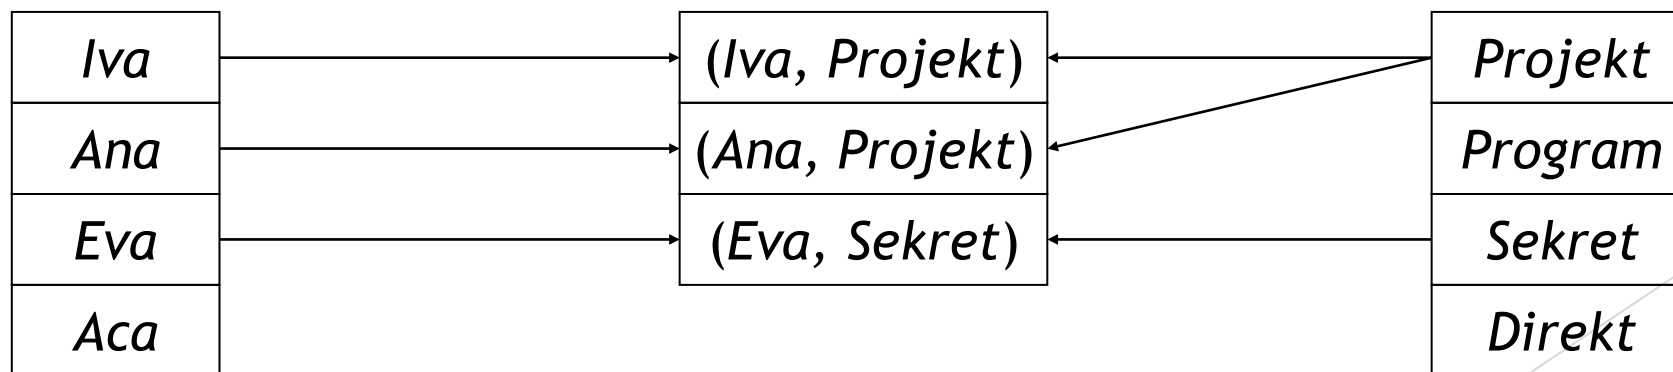 Iva (Iva, Projekt) Projekt
Ana (Ana, Projekt) Program
Eva (Eva, Sekret) Sekret
Aca Direkt